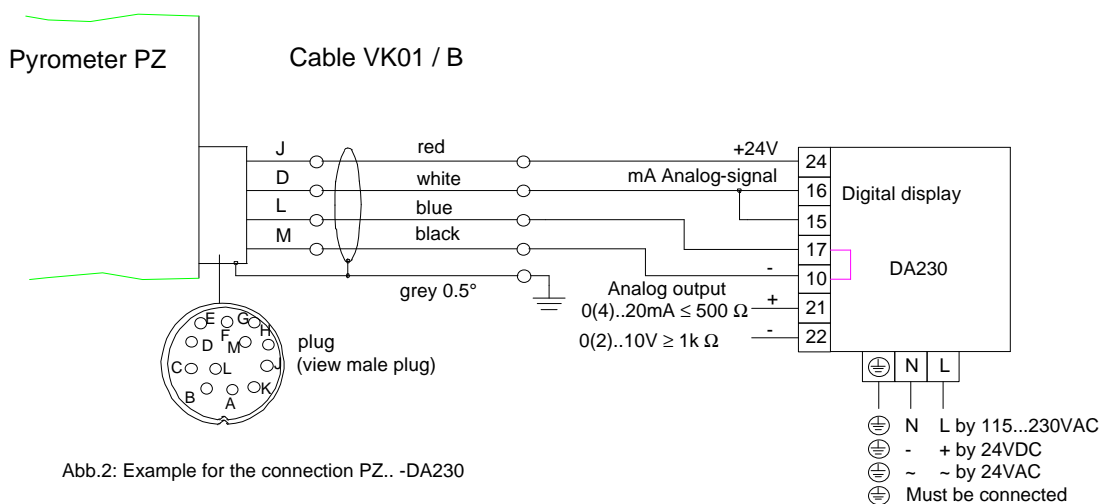 Pyrometer PZ
Cable VK01 / B
J red +24V 24
D white mA Analog-signal 16
Digital display
L blue 15
M black 17
- 10
DA230
grey 0.5°
Analog output
0(4)..20mA ≤ 500 Ω + 21
0(2)..10V ≥ 1k Ω - 22
E F G H
D M J
C L K
B A
plug
(view male plug)
N L
N L by 115...230VAC
- + by 24VDC
~ ~ by 24VAC
Must be connected
Abb.2: Example for the connection PZ.. -DA230